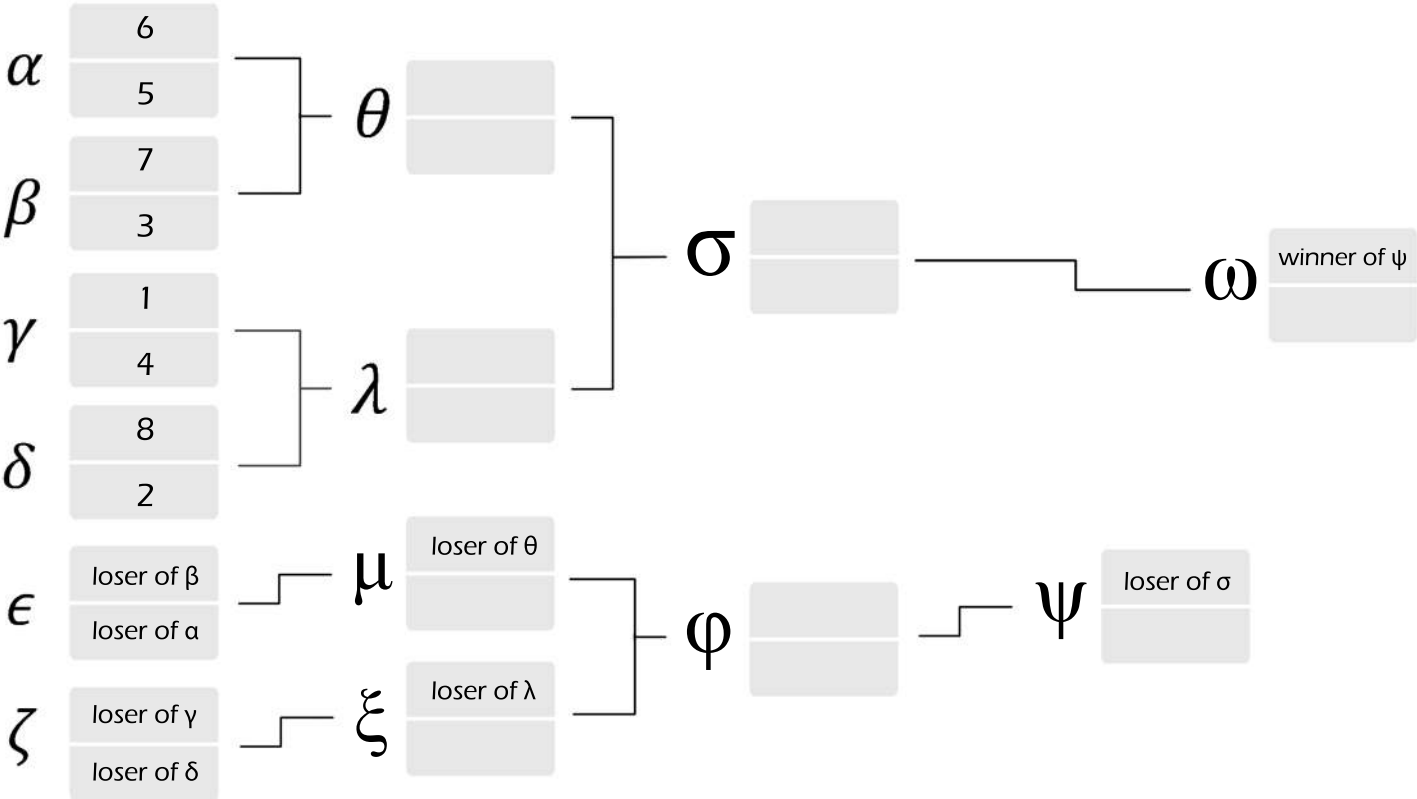 α
6
5
β
7
3
γ
1
4
δ
8
2
ϵ
loser of β
loser of α
ζ
loser of γ
loser of δ
θ
λ
μ
loser of θ
ξ
loser of λ
σ
φ
ψ
loser of σ
ω
winner of ψ